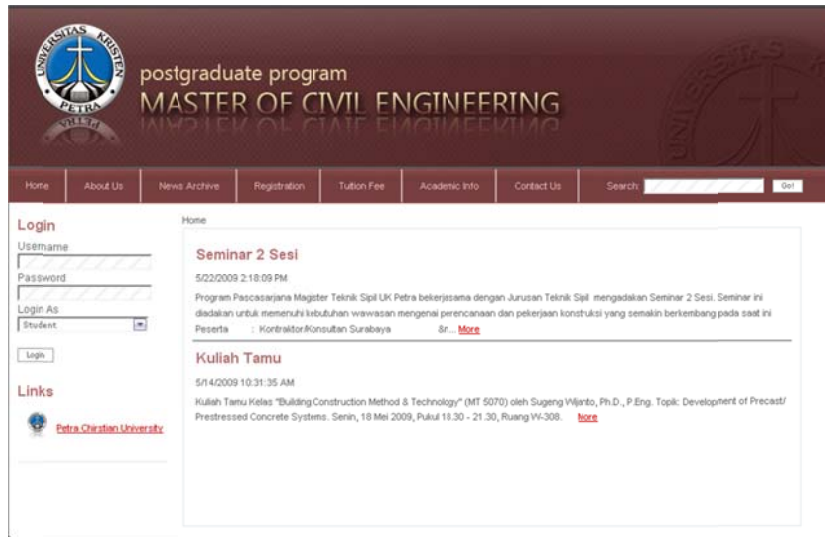 UNIVERSITAS KRISTEN
PETRA
postgraduate program
MASTER OF CIVIL ENGINEERING
Home About Us News Archive Registration Tuition Fee Academic Info Contact Us Search: Go!
Login
Username
Password
Login As
Student
Login
Links
Petra Chirstian University
Home
Seminar 2 Sesi
5/22/2009 2:18:09 PM
Program Pascasarjana Magister Teknik Sipil UK Petra bekerjasama dengan Jurusan Teknik Sipil mengadakan Seminar 2 Sesi. Seminar ini
diadakan untuk memenuhi kebutuhan wawasan mengenai perencanaan dan pekerjaan konstruksi yang semakin berkembang pada saat ini
Peserta : Kontraktor/Konsultan Surabaya &n... More
Kuliah Tamu
5/14/2009 10:31:35 AM
Kuliah Tamu Kelas "Building Construction Method & Technology" (MT 5070) oleh Sugeng Wijanto, Ph.D., P.Eng. Topik: Development of Precast/
Prestressed Concrete Systems. Senin, 18 Mei 2009, Pukul 18.30 - 21.30, Ruang W-308. More